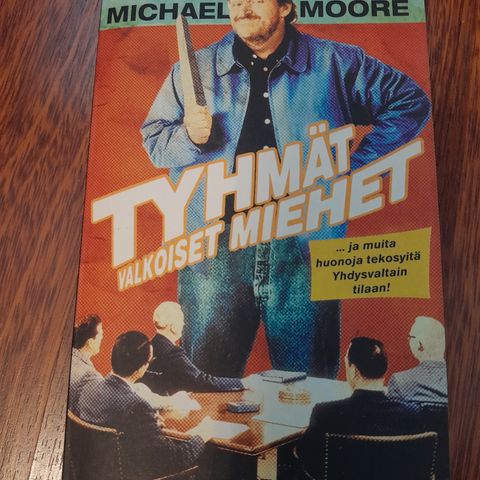 MICHAEL MOORE
TYHMÄT
VALKOISET MIEHET
... ja muita
huonoja tekosyitä
Yhdysvaltain
tilaan!